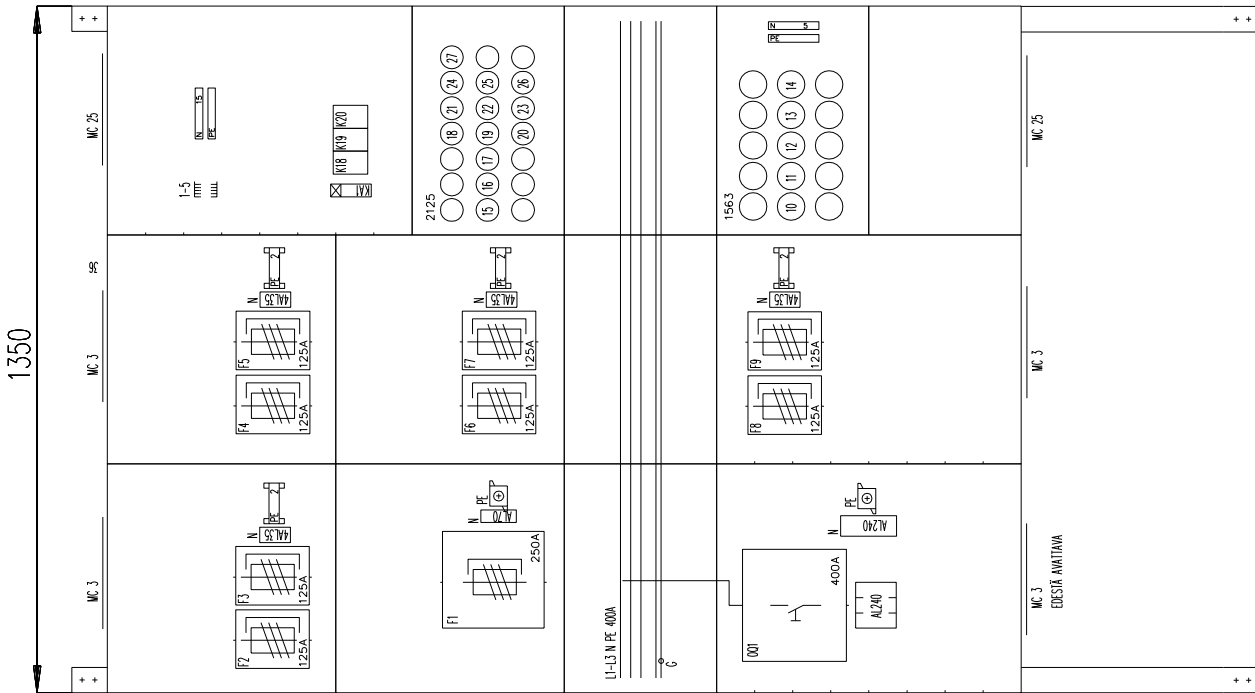 1350
MC 25
MC 3
36
MC 3
N 15
PE
1-5
K18 K19 K20
KA1
2125
27
24 25 26
21 22 23
18 19 20
17
16
15
N 5
PE
1563
14
13
12
11
10
MC 25
F5
125A
F4
125A
N
4AL35
PE 2
F7
125A
F6
125A
N
4AL35
PE 2
F9
125A
F8
125A
N
4AL35
PE 2
MC 3
F3
125A
F2
125A
N
4AL35
PE 2
F1
250A
N
AL70
PE
L1-L3 N PE 400A
G
0Q1
400A
AL240
N
AL240
PE
MC 3
EDESTÄ AVATTAVA